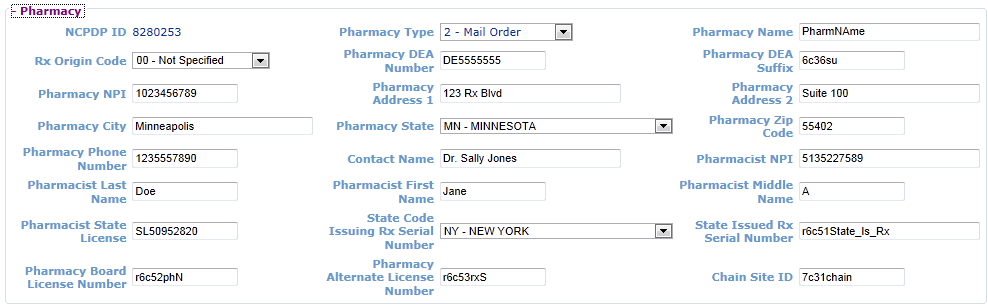 - Pharmacy
NCPDP ID 8280253 Pharmacy Type 2 - Mail Order Pharmacy Name PharmNAme
Rx Origin Code 00 - Not Specified Pharmacy DEA Number DE5555555 Pharmacy DEA Suffix 6c36su
Pharmacy NPI 1023456789 Pharmacy Address 1 123 Rx Blvd Pharmacy Address 2 Suite 100
Pharmacy City Minneapolis Pharmacy State MN - MINNESOTA Pharmacy Zip Code 55402
Pharmacy Phone Number 1235557890 Contact Name Dr. Sally Jones Pharmacist NPI 5135227589
Pharmacist Last Name Doe Pharmacist First Name Jane Pharmacist Middle Name A
Pharmacist State License SL50952820 State Code Issuing Rx Serial Number NY - NEW YORK State Issued Rx Serial Number r6c51State_Is_Rx
Pharmacy Board License Number r6c52phN Pharmacy Alternate License Number r6c53rxS Chain Site ID 7c31chain